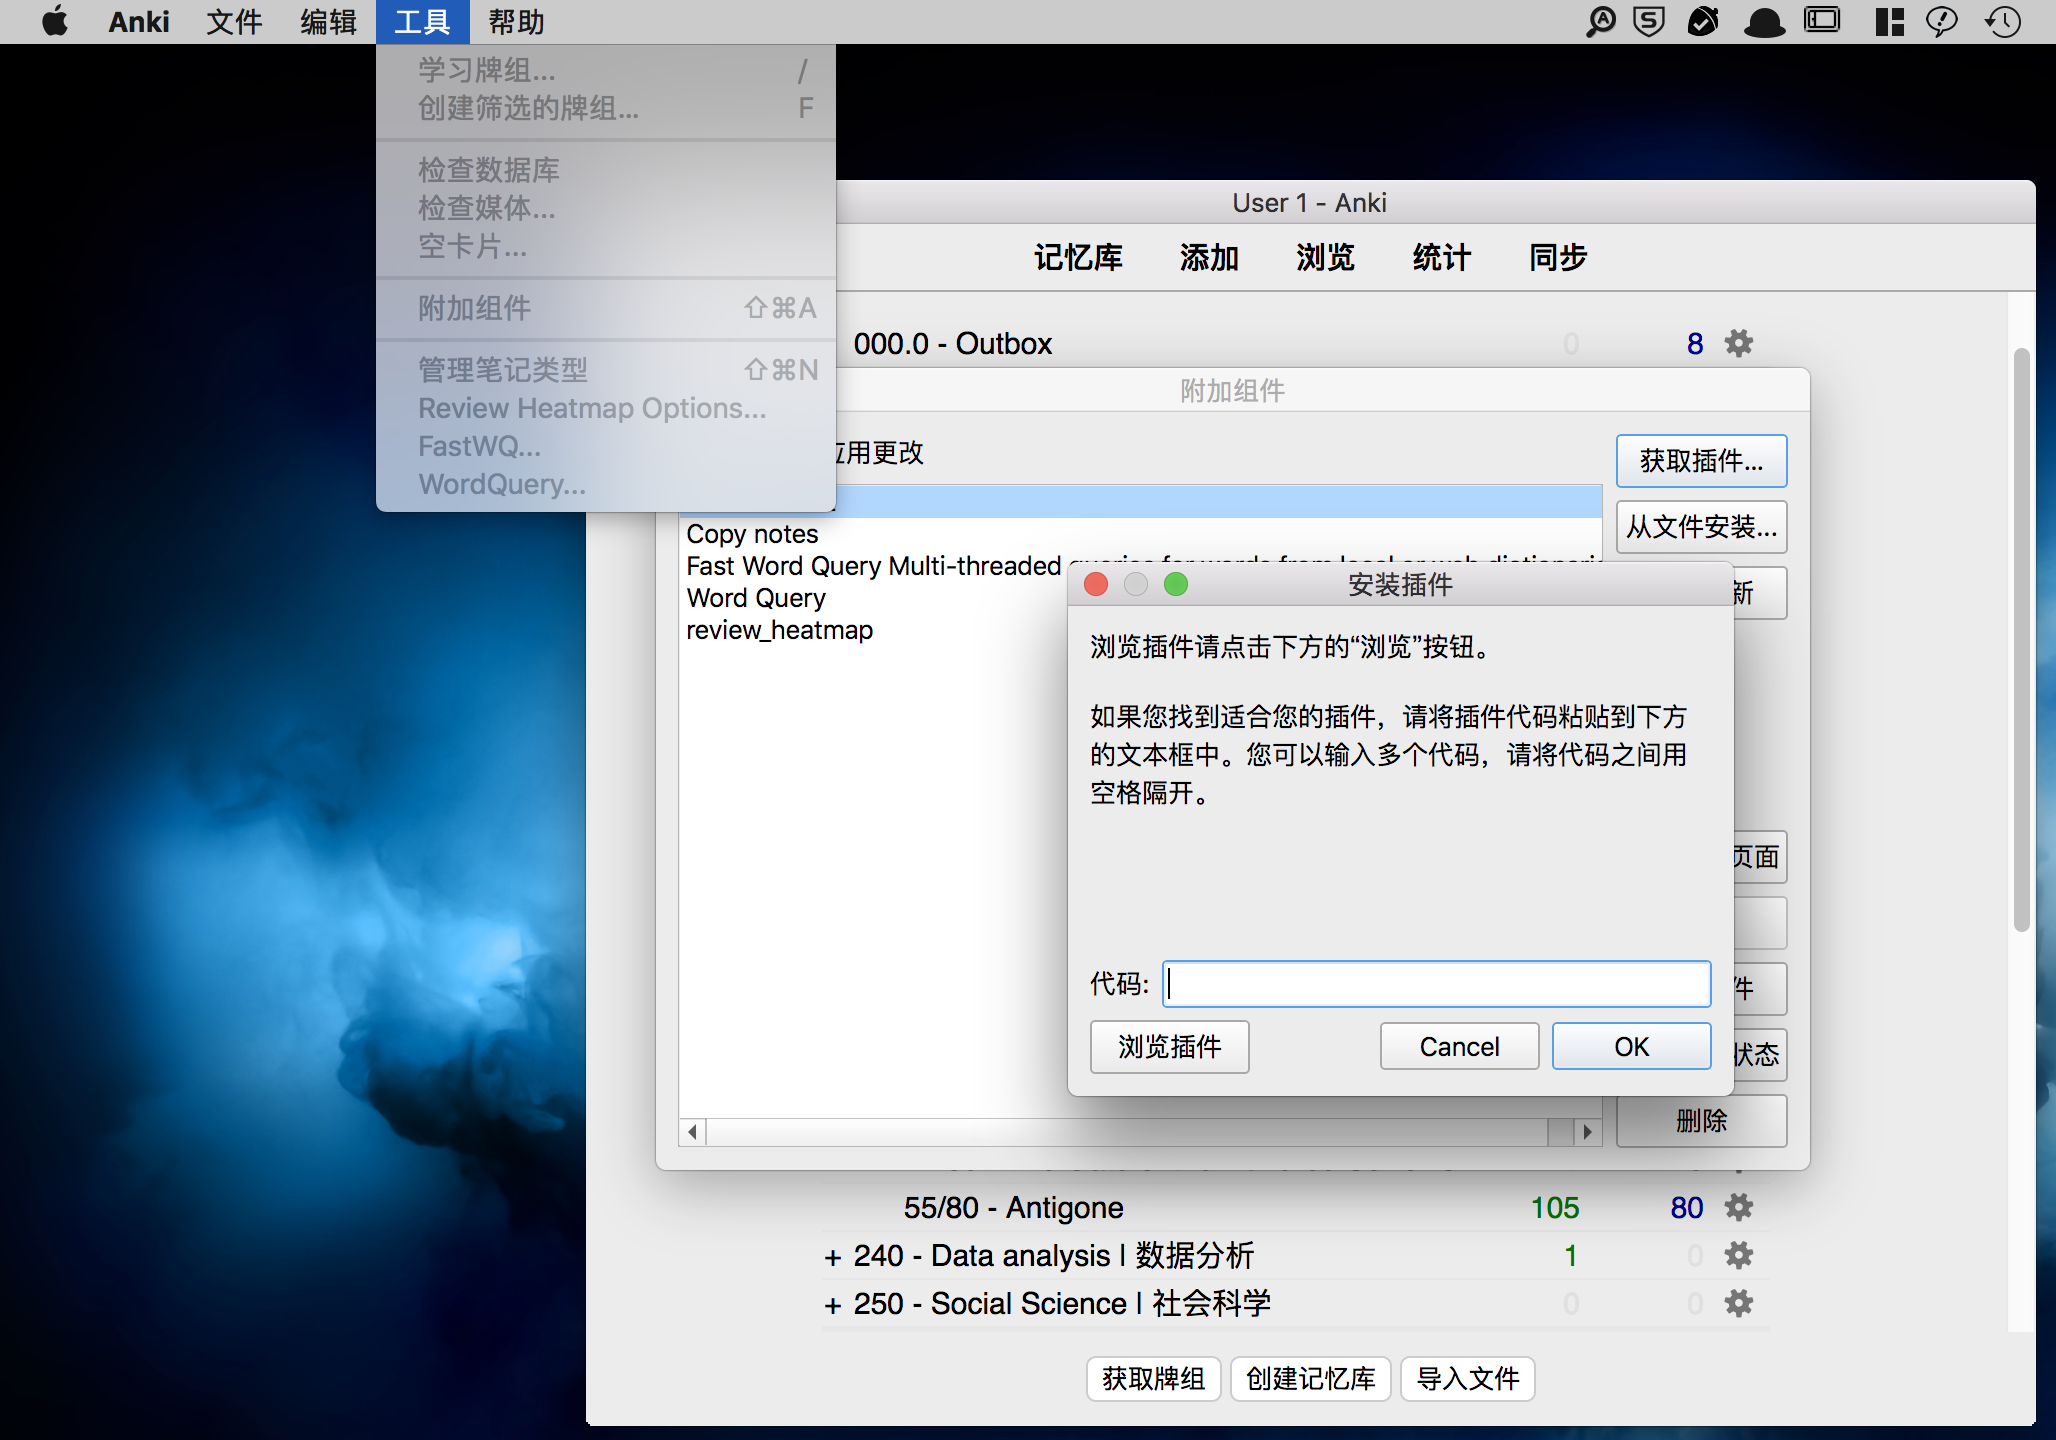 Anki 文件 编辑 工具 帮助
学习牌组... /
创建筛选的牌组... F
检查数据库
检查媒体...
空卡片...
附加组件 ⇧⌘A
管理笔记类型 ⇧⌘N
Review Heatmap Options...
FastWQ...
WordQuery...
User 1 - Anki
记忆库 添加 浏览 统计 同步
000.0 - Outbox 0 8
附加组件
应用更改
获取插件...
从文件安装...
Copy notes
Fast Word Query Multi-threaded queries for words from local or web dictionari
Word Query
review_heatmap
新
页面
件
状态
删除
安装插件
浏览插件请点击下方的“浏览”按钮。
如果您找到适合您的插件，请将插件代码粘贴到下方
的文本框中。您可以输入多个代码，请将代码之间用
空格隔开。
代码:
浏览插件 Cancel OK
55/80 - Antigone 105 80
+ 240 - Data analysis | 数据分析 1 0
+ 250 - Social Science | 社会科学 0 0
获取牌组 创建记忆库 导入文件